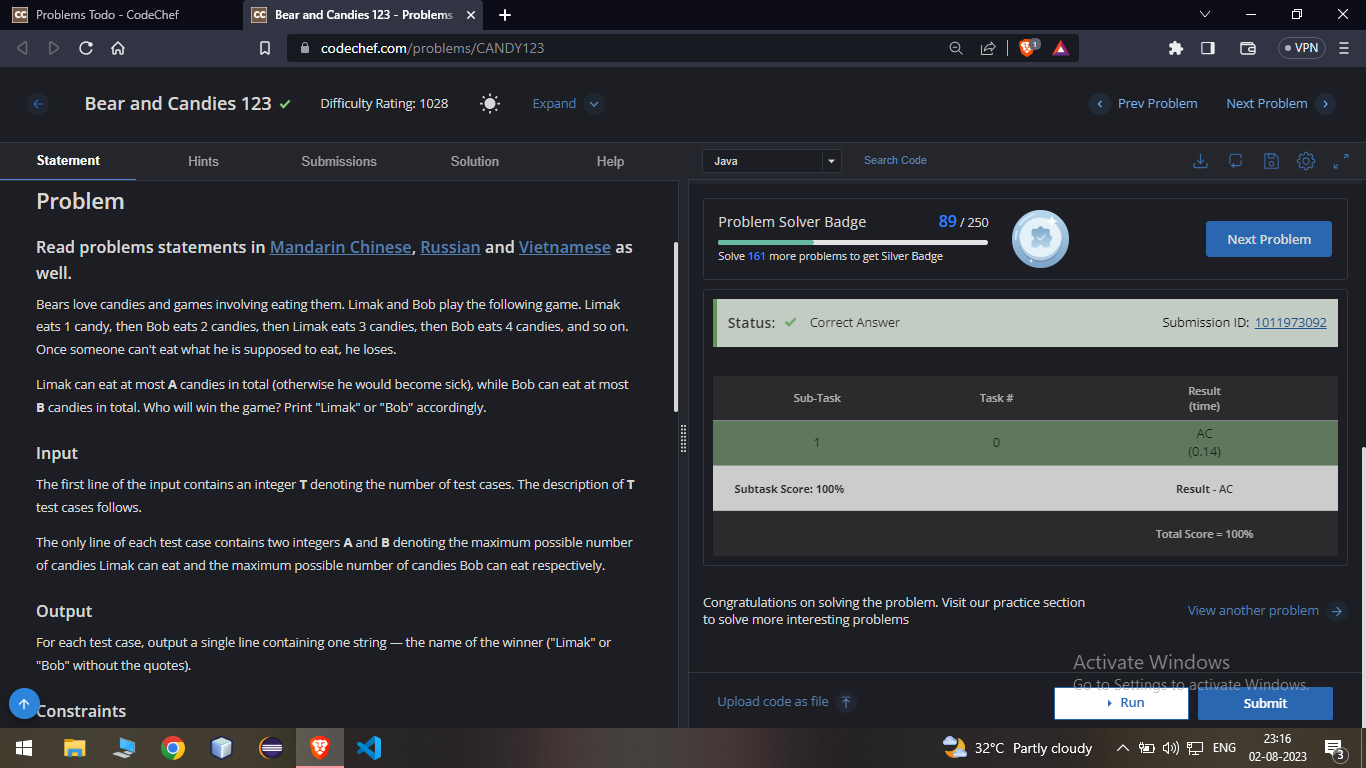 Problems Todo - CodeChef
Bear and Candies 123 - Problems
codechef.com/problems/CANDY123
1
VPN
Bear and Candies 123
Difficulty Rating: 1028
Expand
Prev Problem
Next Problem
Statement
Hints
Submissions
Solution
Help
Java
Search Code
Problem
Read problems statements in Mandarin Chinese, Russian and Vietnamese as
well.
Bears love candies and games involving eating them. Limak and Bob play the following game. Limak
eats 1 candy, then Bob eats 2 candies, then Limak eats 3 candies, then Bob eats 4 candies, and so on.
Once someone can't eat what he is supposed to eat, he loses.
Limak can eat at most A candies in total (otherwise he would become sick), while Bob can eat at most
B candies in total. Who will win the game? Print "Limak" or "Bob" accordingly.
Input
The first line of the input contains an integer T denoting the number of test cases. The description of T
test cases follows.
The only line of each test case contains two integers A and B denoting the maximum possible number
of candies Limak can eat and the maximum possible number of candies Bob can eat respectively.
Output
For each test case, output a single line containing one string — the name of the winner ("Limak" or
"Bob" without the quotes).
Constraints
Problem Solver Badge
89 / 250
Solve 161 more problems to get Silver Badge
Next Problem
Status: Correct Answer
Submission ID: 1011973092
Sub-Task
Task #
Result
(time)
1
0
AC
(0.14)
Subtask Score: 100%
Result - AC
Total Score = 100%
Congratulations on solving the problem. Visit our practice section
to solve more interesting problems
View another problem
Activate Windows
Go to Settings to activate Windows.
Upload code as file
Run
Submit
32°C Partly cloudy
ENG
23:16
02-08-2023
3